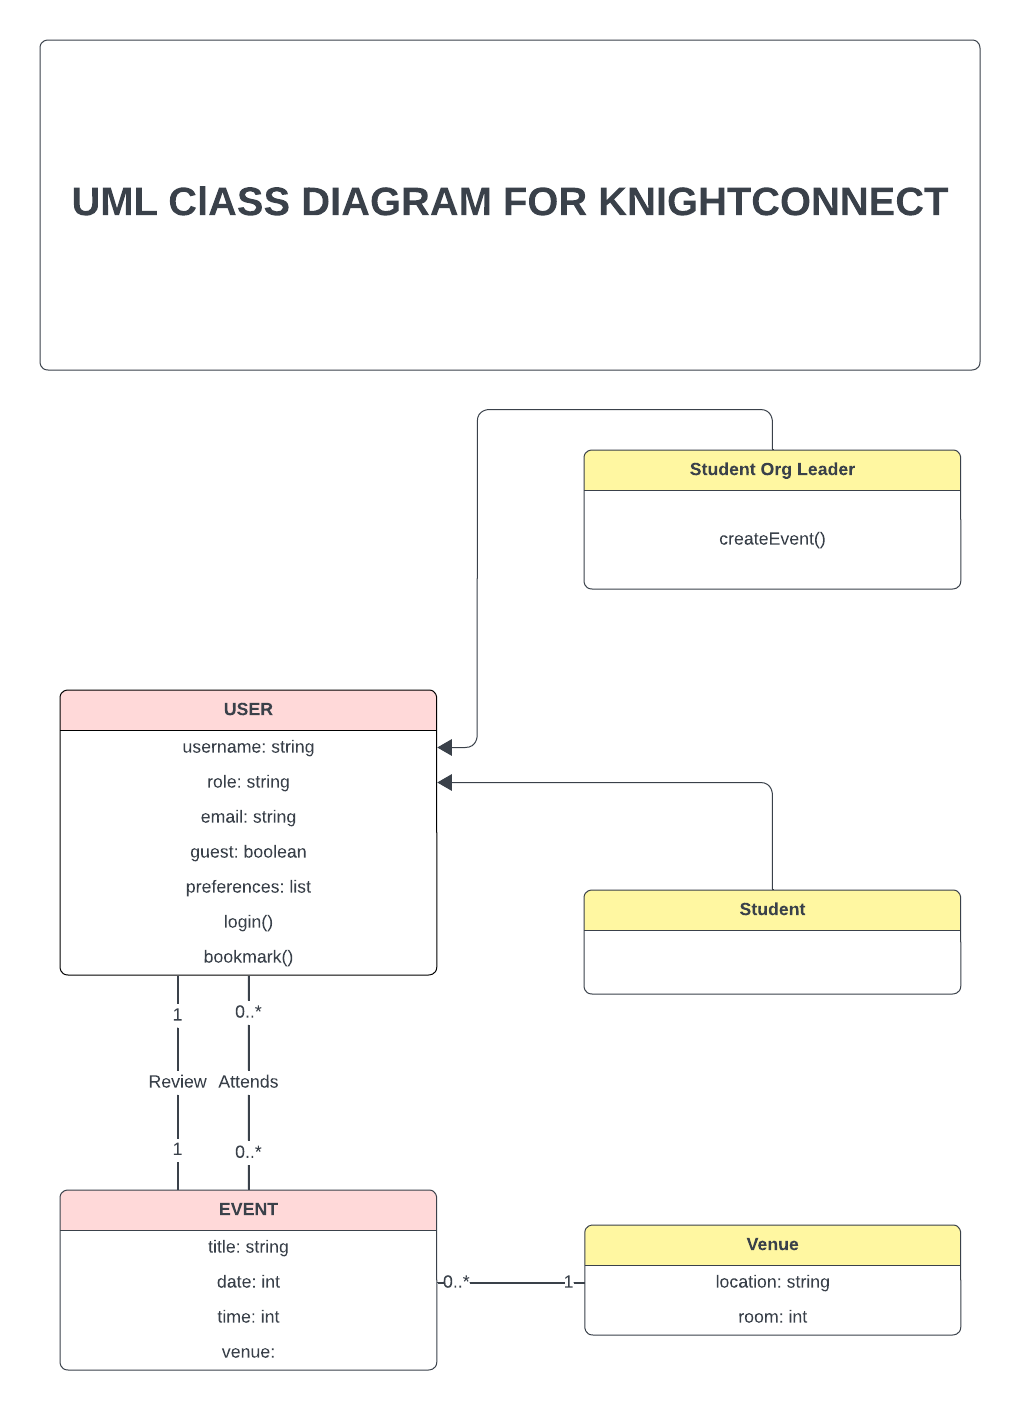 UML ClASS DIAGRAM FOR KNIGHTCONNECT
Student Org Leader
createEvent()
USER
username: string
role: string
email: string
guest: boolean
preferences: list
login()
bookmark()
Student
1
0..*
Review
Attends
1
0..*
EVENT
title: string
date: int
time: int
venue:
0..*
1
Venue
location: string
room: int